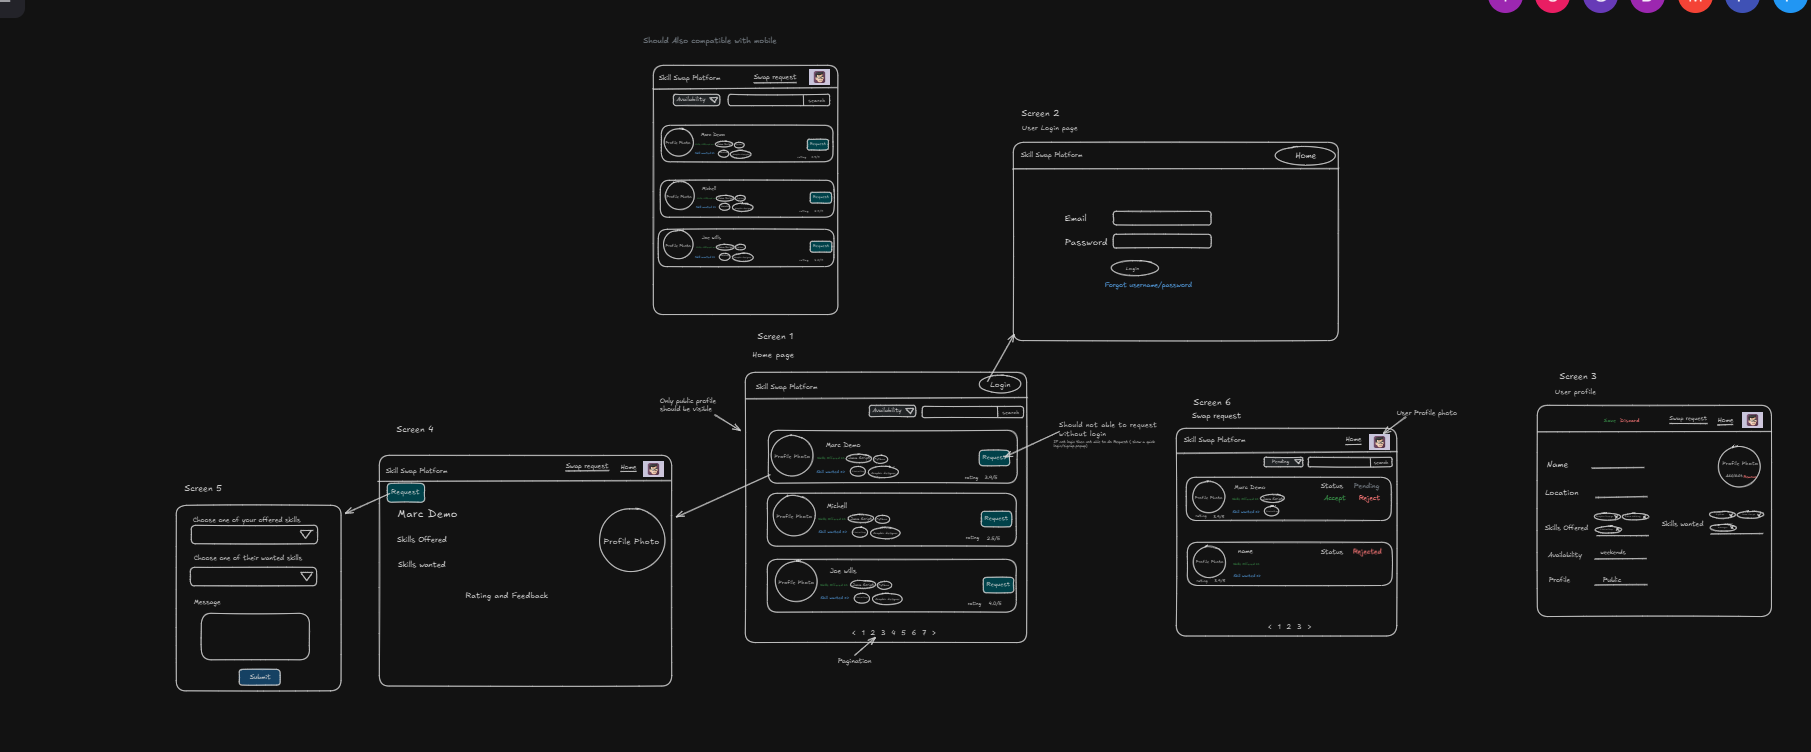 Should Also compatible with mobile
Skill Swap Platform
Swap request
Availability
search
Profile Photo
Marc Demo
Request
rating
Profile Photo
Michell
Request
rating
Profile Photo
Joe wills
Request
rating
Screen 2
User Login page
Skill Swap Platform
Home
Email
Password
Login
Forgot username/password
Screen 1
Home page
Skill Swap Platform
Login
Availability
search
Only public profile
should be visible
Profile Photo
Marc Demo
Request
rating 3.9/5
Should not able to request
without login
Profile Photo
Michell
Request
rating 2.5/5
Profile Photo
Joe wills
Request
rating 4.0/5
< 1 2 3 4 5 6 7 >
Pagination
Screen 4
Skill Swap Platform
Swap request
Home
Request
Marc Demo
Skills Offered
Skills wanted
Profile Photo
Rating and Feedback
Screen 5
Choose one of your offered skills
Choose one of their wanted skills
Message
Submit
Screen 6
Swap request
User Profile photo
Skill Swap Platform
Home
Pending
search
Profile Photo
Marc Demo
rating 3.9/5
Status Pending
Accept Reject
Profile Photo
name
rating 3.9/5
Status Rejected
< 1 2 3 >
Screen 3
User profile
Save Discard
Swap request
Home
Name
Profile Photo
Location
Skills Offered
Skills wanted
Availability weekends
Profile Public